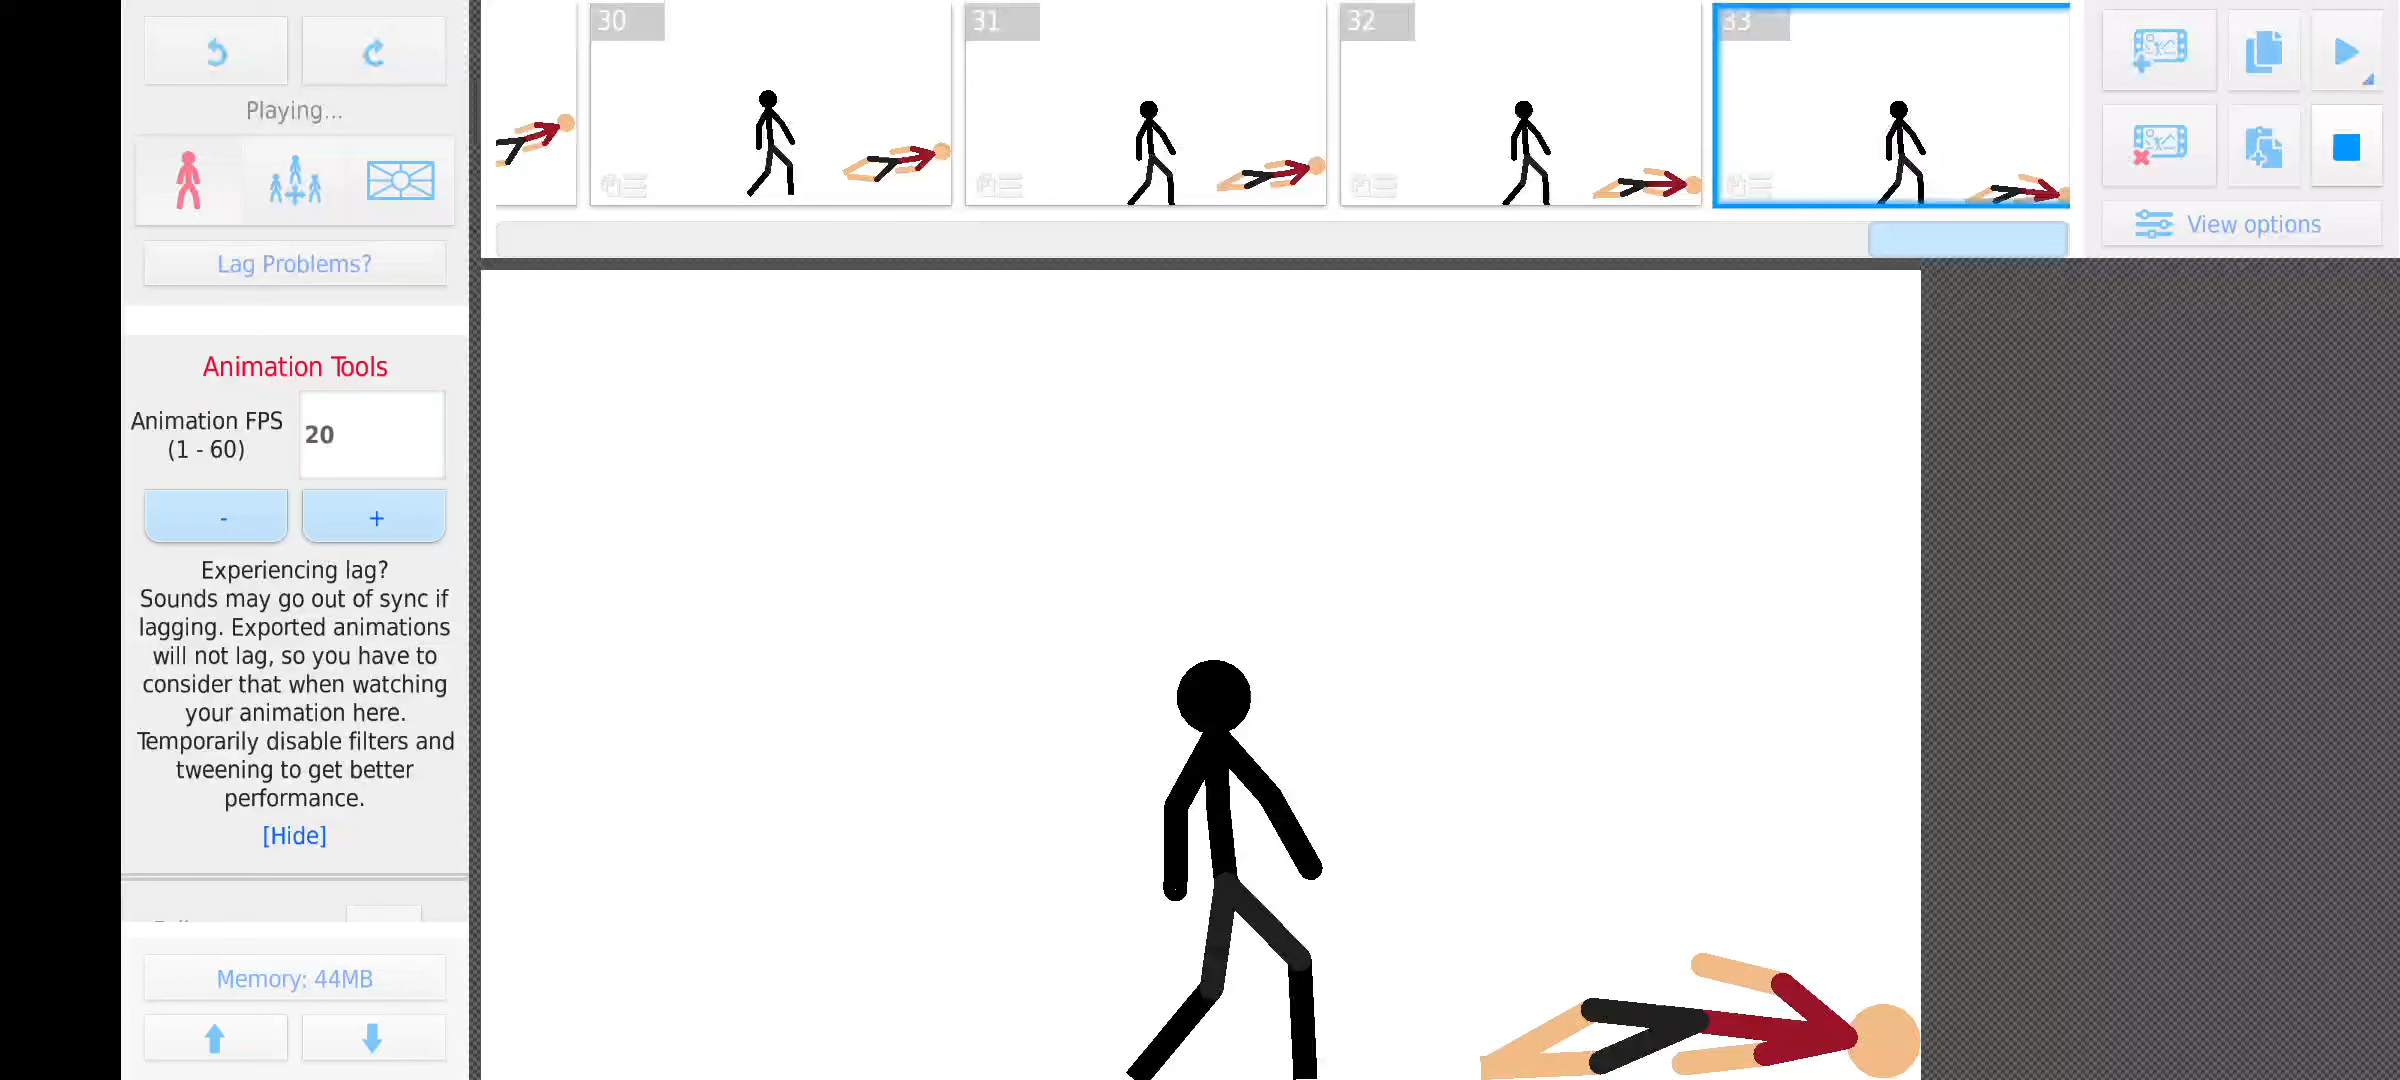 Playing...
Lag Problems?
Animation Tools
Animation FPS
(1 - 60)
20
-
+
Experiencing lag?
Sounds may go out of sync if
lagging. Exported animations
will not lag, so you have to
consider that when watching
your animation here.
Temporarily disable filters and
tweening to get better
performance.
[Hide]
Memory: 44MB
30
31
32
33
View options